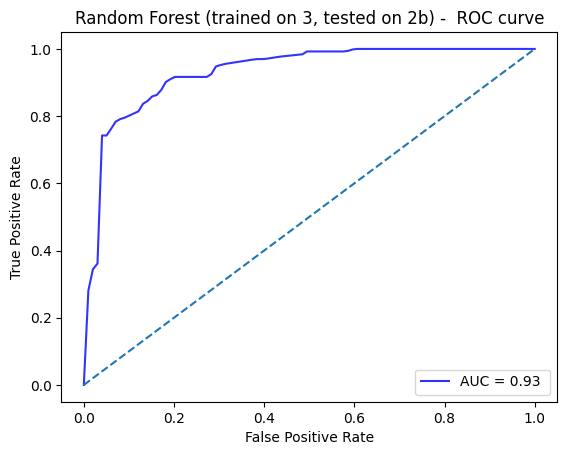 Random Forest (trained on 3, tested on 2b) -  ROC curve
True Positive Rate
1.0
0.8
0.6
0.4
0.2
0.0
AUC = 0.93
0.0 0.2 0.4 0.6 0.8 1.0
False Positive Rate